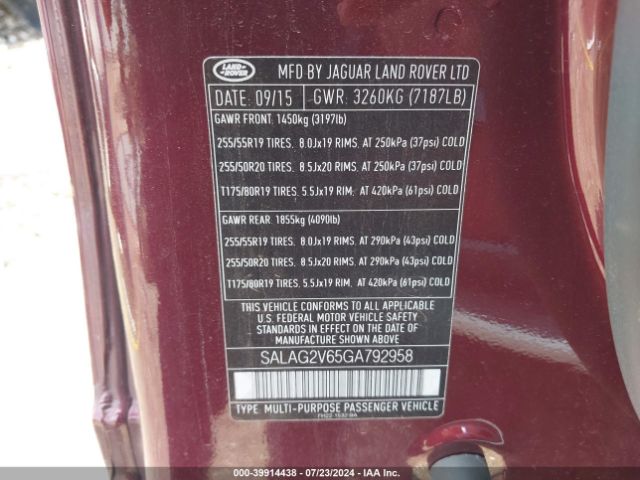 LAND-ROVER
MFD BY JAGUAR LAND ROVER LTD
DATE: 09/15 GWR: 3260KG (7187LB)
GAWR FRONT: 1450kg (3197lb)
255/55R19 TIRES. 8.0Jx19 RIMS. AT 250kPa (37psi) COLD
255/50R20 TIRES. 8.5Jx20 RIMS. AT 250kPa (37psi) COLD
T175/80R19 TIRES. 5.5Jx19 RIM. AT 420kPa (61psi) COLD
GAWR REAR: 1855kg (4090lb)
255/55R19 TIRES. 8.0Jx19 RIMS. AT 290kPa (43psi) COLD
255/50R20 TIRES. 8.5Jx20 RIMS. AT 290kPa (43psi) COLD
T175/80R19 TIRES. 5.5Jx19 RIM. AT 420kPa (61psi) COLD
THIS VEHICLE CONFORMS TO ALL APPLICABLE
U.S. FEDERAL MOTOR VEHICLE SAFETY
STANDARDS IN EFFECT ON THE DATE OF
MANUFACTURE SHOWN ABOVE
SALAG2V65GA792958
TYPE: MULTI-PURPOSE PASSENGER VEHICLE
000-39914438 - 07/23/2024 - IAA Inc.